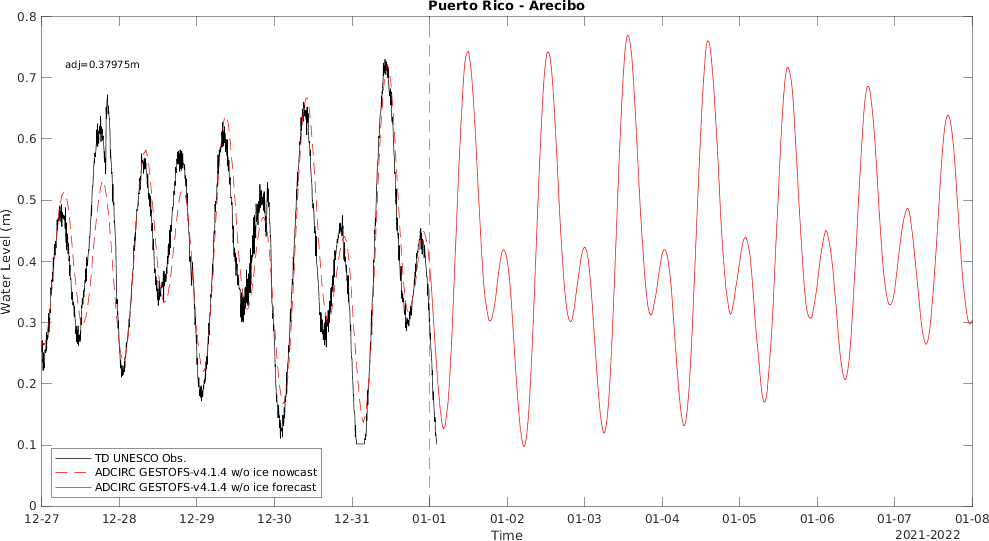 Puerto Rico - Arecibo
0.8
0.7
0.6
0.5
0.4
0.3
0.2
0.1
0
Water Level (m)
adj=0.37975m
TD UNESCO Obs.
ADCIRC GESTOFS-v4.1.4 w/o ice nowcast
ADCIRC GESTOFS-v4.1.4 w/o ice forecast
12-27 12-28 12-29 12-30 12-31 01-01 01-02 01-03 01-04 01-05 01-06 01-07 01-08
Time
2021-2022